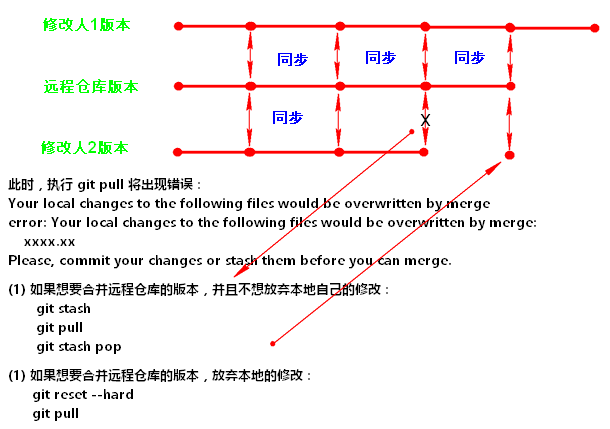 修改人1版本
同步
同步
同步
远程仓库版本
同步
X
修改人2版本
此时，执行 git pull 将出现错误：
Your local changes to the following files would be overwritten by merge
error: Your local changes to the following files would be overwritten by merge:
xxxx.xx
Please, commit your changes or stash them before you can merge.
(1) 如果想要合并远程仓库的版本，并且不想放弃本地自己的修改：
git stash
git pull
git stash pop
(1) 如果想要合并远程仓库的版本，放弃本地的修改：
git reset --hard
git pull